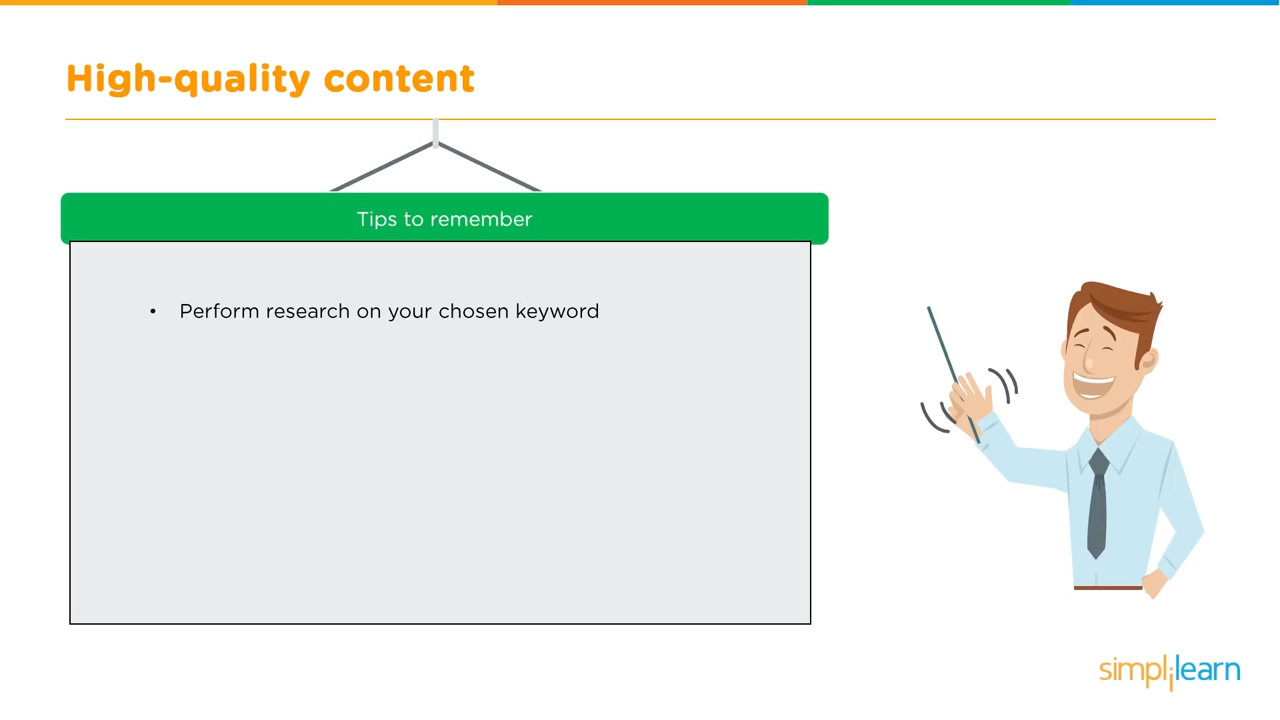 High-quality content
Tips to remember
• Perform research on your chosen keyword
simplilearn